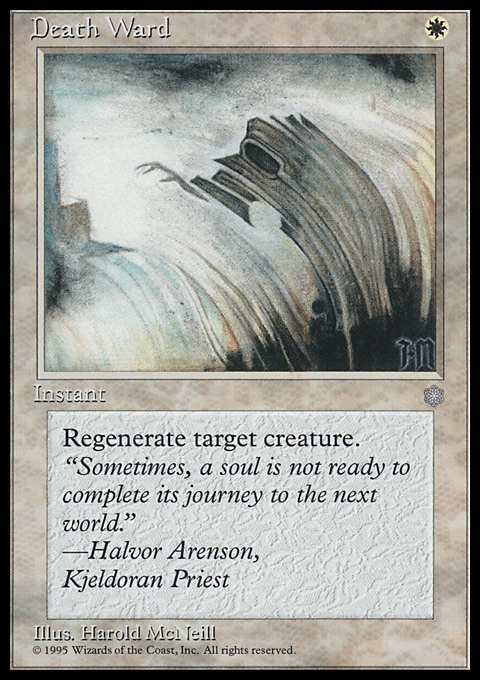 Death Ward
Instant
Regenerate target creature.
“Sometimes, a soul is not ready to
complete its journey to the next
world.”
—Halvor Arenson,
Kjeldoran Priest
Illus. Harold McNeill
© 1995 Wizards of the Coast, Inc. All rights reserved.